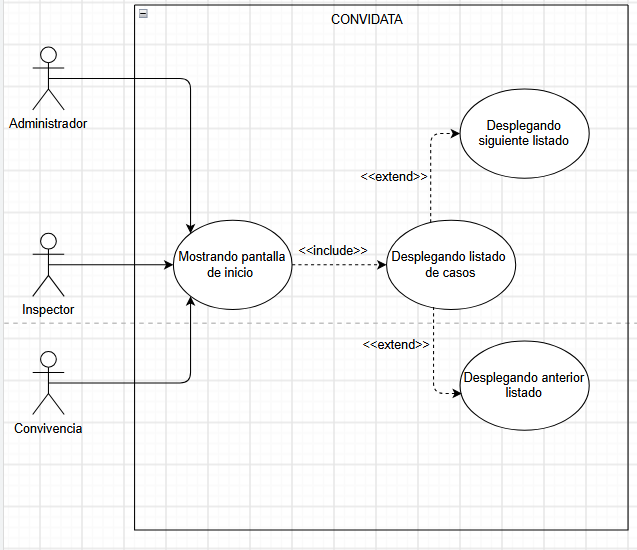 CONVIDATA
Administrador
Desplegando
siguiente listado
<<extend>>
Mostrando pantalla
de inicio
<<include>>
Desplegando listado
de casos
Inspector
<<extend>>
Desplegando anterior
listado
Convivencia